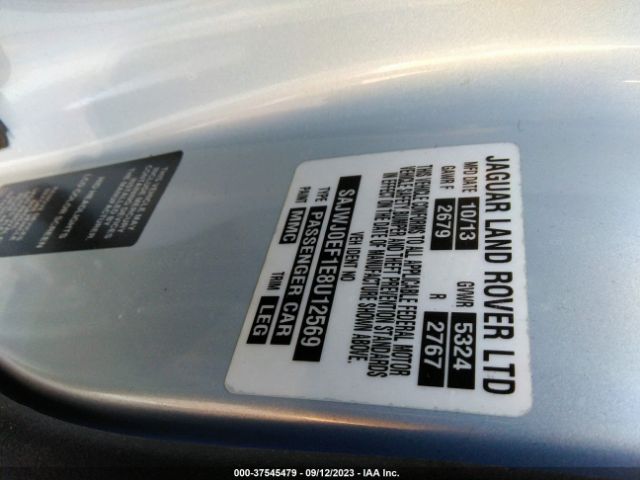 JAGUAR LAND ROVER LTD
MFD DATE 10/13 GVWR 5324
GAWR F 2679 R 2767
THIS VEHICLE CONFORMS TO ALL APPLICABLE FEDERAL MOTOR
VEHICLE SAFETY, BUMPER, AND THEFT PREVENTION STANDARDS
IN EFFECT ON THE DATE OF MANUFACTURE SHOWN ABOVE.
VEH IDENT NO
SAJWJ0EF1E8U12569
TYPE PASSENGER CAR
PAINT MMC TRIM LEG
000-37545479 - 09/12/2023 - IAA Inc.